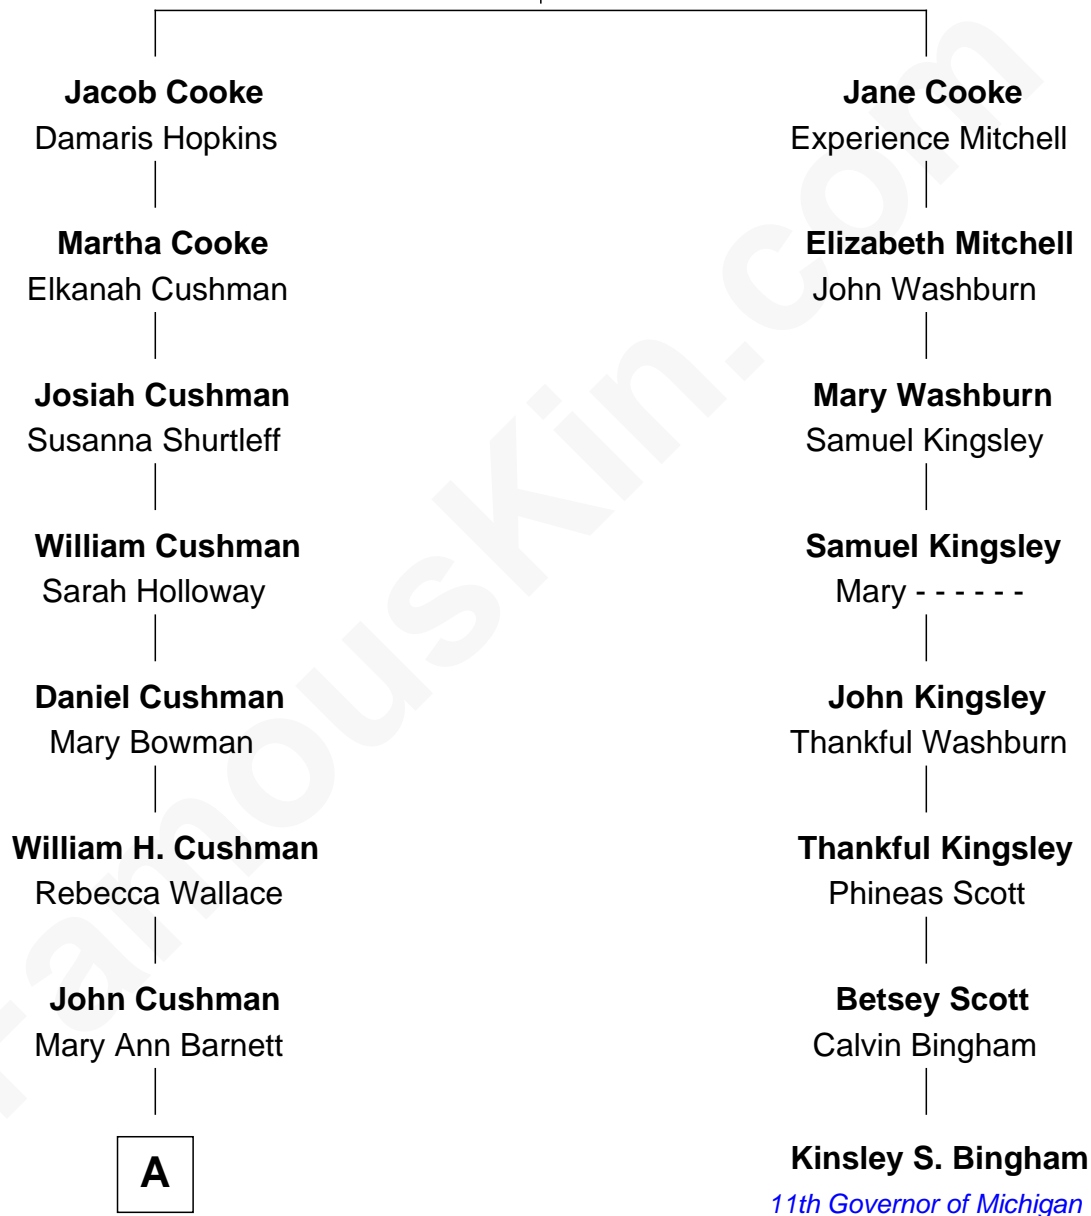 Jacob Cooke
Damaris Hopkins
Jane Cooke
Experience Mitchell
Martha Cooke
Elkanah Cushman
Elizabeth Mitchell
John Washburn
Josiah Cushman
Susanna Shurtleff
Mary Washburn
Samuel Kingsley
William Cushman
Sarah Holloway
Samuel Kingsley
Mary - - - - - -
Daniel Cushman
Mary Bowman
John Kingsley
Thankful Washburn
William H. Cushman
Rebecca Wallace
Thankful Kingsley
Phineas Scott
John Cushman
Mary Ann Barnett
Betsey Scott
Calvin Bingham
A
Kinsley S. Bingham
11th Governor of Michigan
FamousKin.com